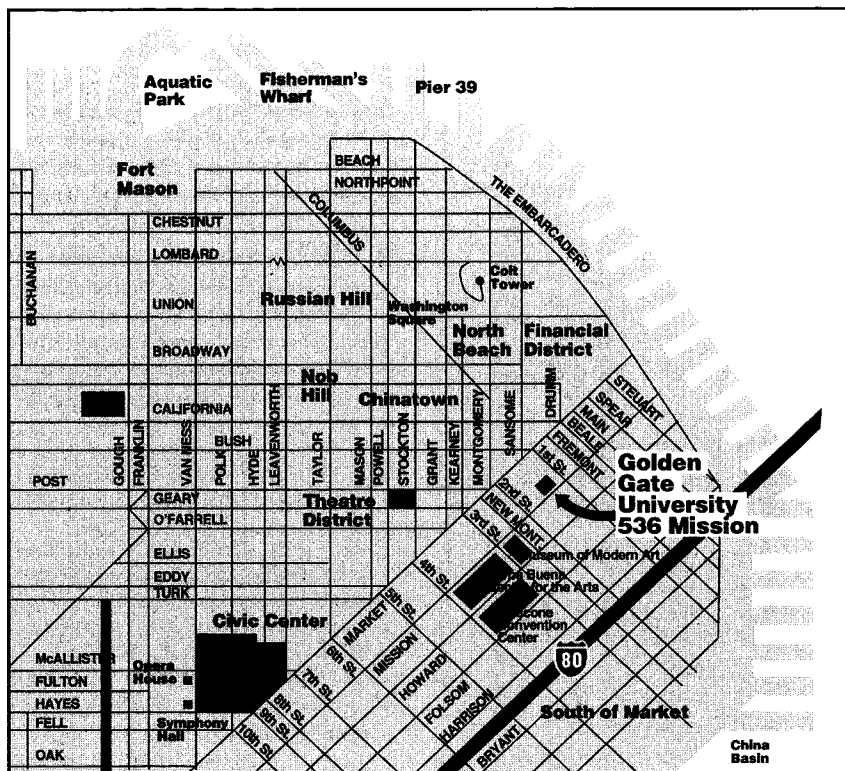 Aquatic
Park
Fisherman's
Wharf
Pier 39
Fort
Mason
BEACH
NORTHPOINT
THE EMBARCADERO
CHESTNUT
COLUMBUS
LOMBARD
BUCHANAN
Coit
Tower
UNION
Russian Hill
Washington
Square
North
Beach
Financial
District
BROADWAY
Nob
Hill
Chinatown
CALIFORNIA
DRUMM
STEUART
SPEAR
MAIN
BEALE
FREMONT
1st St.
2nd St.
NEW MONT.
3rd St.
4th St.
GOUGH
FRANKLIN
VAN NESS
POLK
BUSH
HYDE
LEAVENWORTH
TAYLOR
MASON
POWELL
STOCKTON
GRANT
KEARNEY
MONTGOMERY
SANSOME
POST
Golden
Gate
University
536 Mission
GEARY
Theatre
District
O'FARRELL
ELLIS
EDDY
TURK
Museum of Modern Art
Buena
for the Arts
Convention
Center
Civic Center
MARKET
5th St.
6th St.
7th St.
8th St.
9th St.
10th St.
MISSION
HOWARD
FOLSOM
HARRISON
BRYANT
80
McALLISTER
Opera
House
FULTON
HAYES
FELL
Symphony
Hall
OAK
South of Market
China
Basin